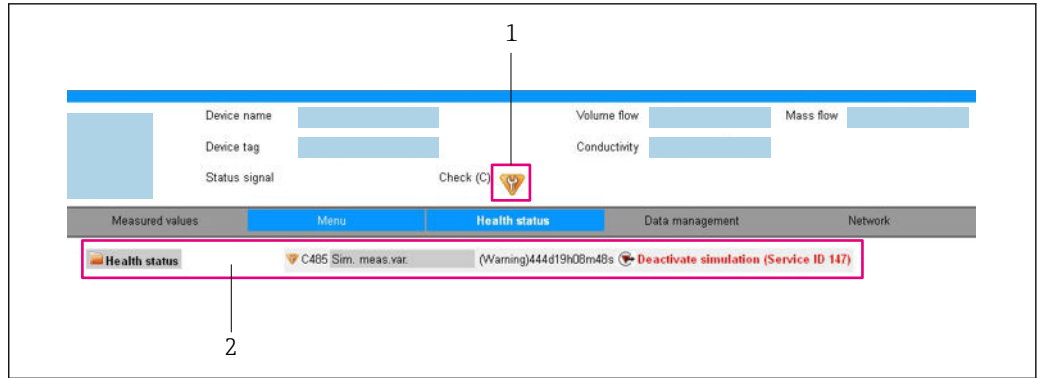 1
Device name
Volume flow
Mass flow
Device tag
Conductivity
Status signal
Check (C)
Measured values
Menu
Health status
Data management
Network
Health status
C485 Sim. meas.var.
(Warning)444d19h08m48s
Deactivate simulation (Service ID 147)
2